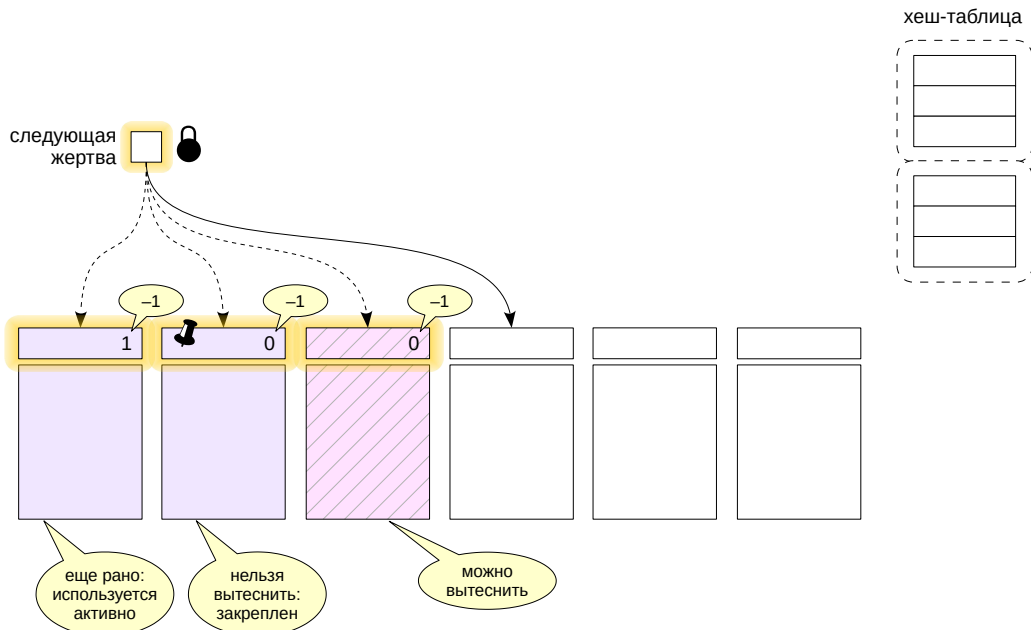 хеш-таблица
следующая
жертва
–1
–1
–1
1
0
0
еще рано:
используется
активно
нельзя
вытеснить:
закреплен
можно
вытеснить